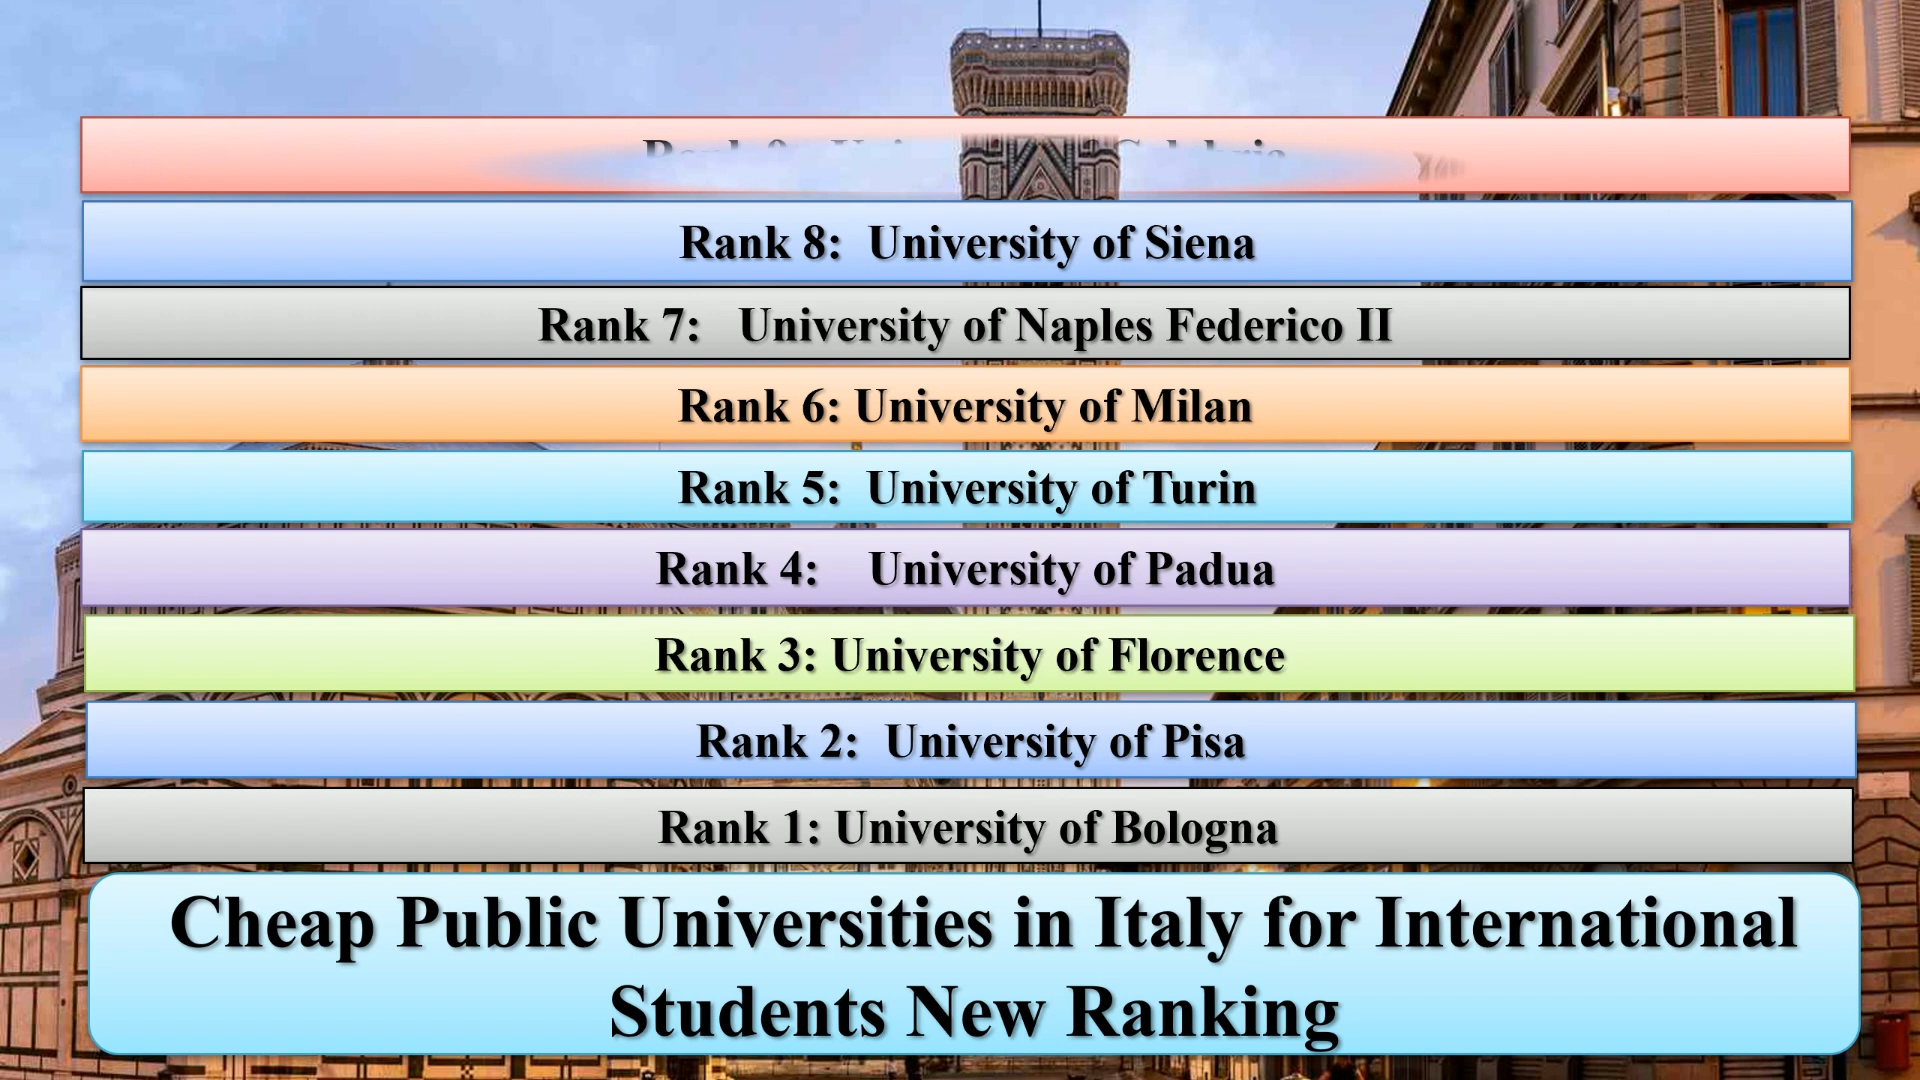 Rank 8: University of Siena
Rank 7: University of Naples Federico II
Rank 6: University of Milan
Rank 5: University of Turin
Rank 4: University of Padua
Rank 3: University of Florence
Rank 2: University of Pisa
Rank 1: University of Bologna
Cheap Public Universities in Italy for International
Students New Ranking